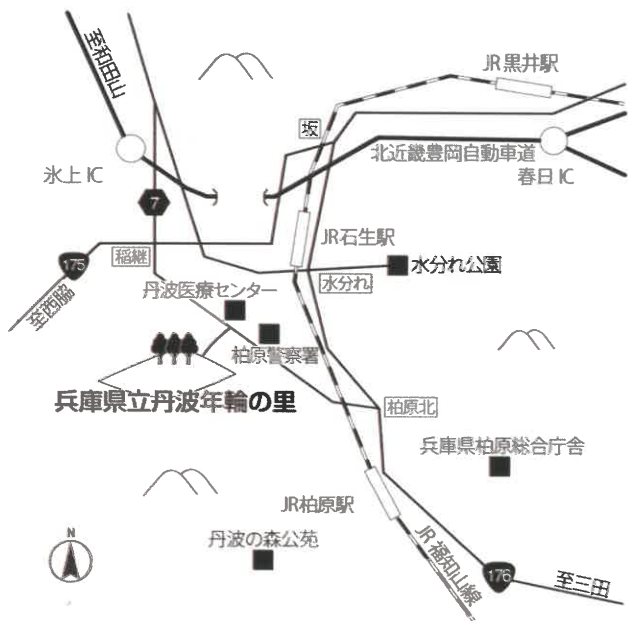 至和田山
JR黒井駅
坂
北近畿豊岡自動車道
氷上IC
春日IC
7
JR石生駅
稲継
175
水分れ公園
水分れ
至西脇
丹波医療センター
柏原警察署
兵庫県立丹波年輪の里
柏原北
兵庫県柏原総合庁舎
JR柏原駅
N
丹波の森公苑
JR福知山線
176
至三田